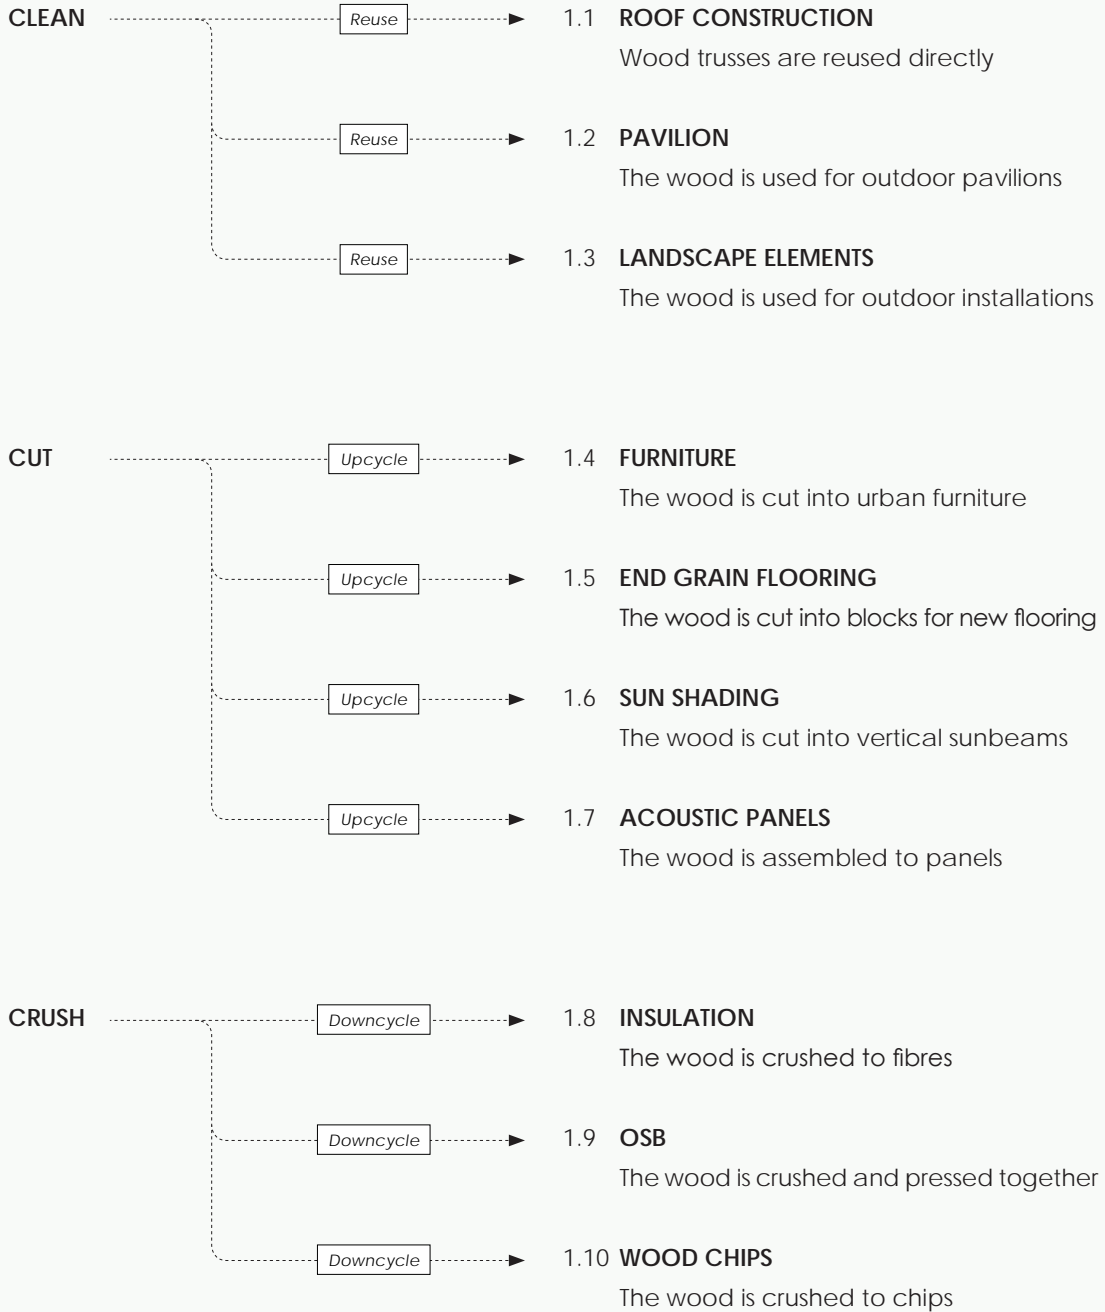 CLEAN Reuse 1.1 ROOF CONSTRUCTION
Wood trusses are reused directly
Reuse 1.2 PAVILION
The wood is used for outdoor pavilions
Reuse 1.3 LANDSCAPE ELEMENTS
The wood is used for outdoor installations
CUT Upcycle 1.4 FURNITURE
The wood is cut into urban furniture
Upcycle 1.5 END GRAIN FLOORING
The wood is cut into blocks for new flooring
Upcycle 1.6 SUN SHADING
The wood is cut into vertical sunbeams
Upcycle 1.7 ACOUSTIC PANELS
The wood is assembled to panels
CRUSH Downcycle 1.8 INSULATION
The wood is crushed to fibres
Downcycle 1.9 OSB
The wood is crushed and pressed together
Downcycle 1.10 WOOD CHIPS
The wood is crushed to chips